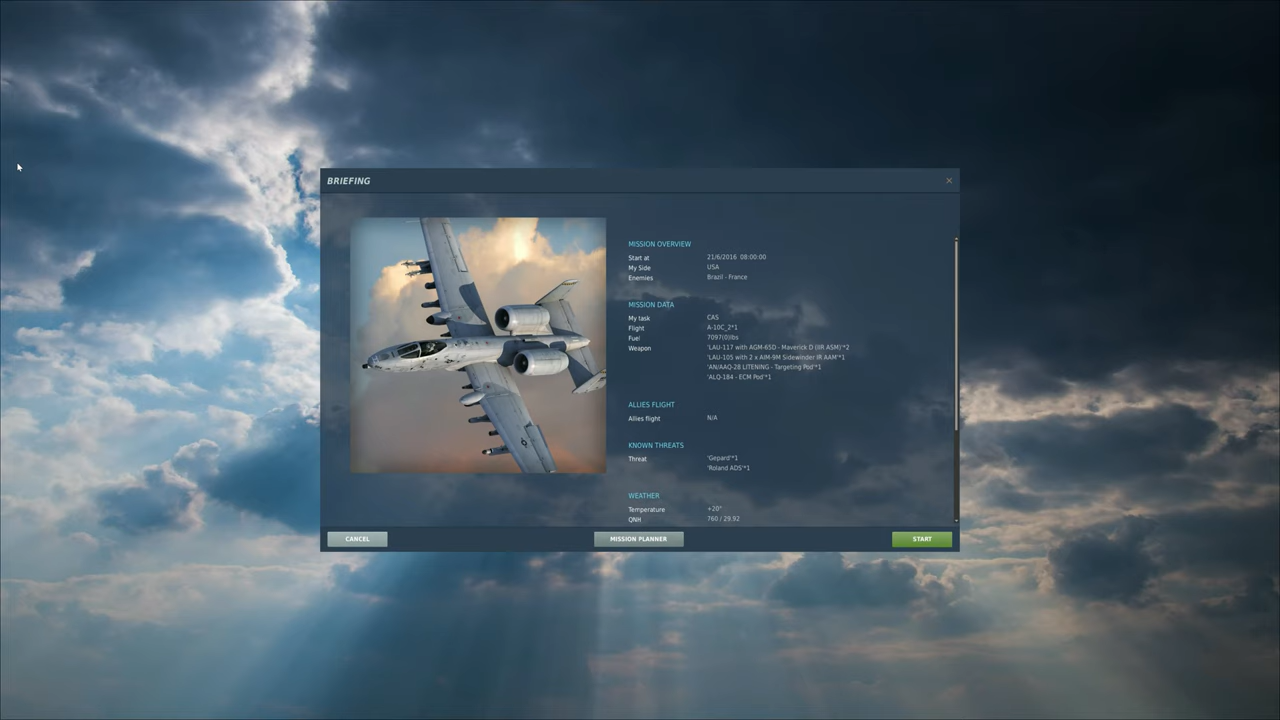 BRIEFING
MISSION OVERVIEW
Start at 21/6/2016 08:00:00
My Side USA
Enemies Brazil - France
MISSION DATA
My task CAS
Flight A-10C_2*1
Fuel 7097(0)lbs
Weapon 'LAU-117 with AGM-65D - Maverick D (IIR ASM)'*2
'LAU-105 with 2 x AIM-9M Sidewinder IR AAM'*1
'AN/AAQ-28 LITENING - Targeting Pod'*1
'ALQ-184 - ECM Pod'*1
ALLIES FLIGHT
Allies flight N/A
KNOWN THREATS
Threat 'Gepard'*1
'Roland ADS'*1
WEATHER
Temperature +20°
QNH 760 / 29.92
CANCEL MISSION PLANNER START